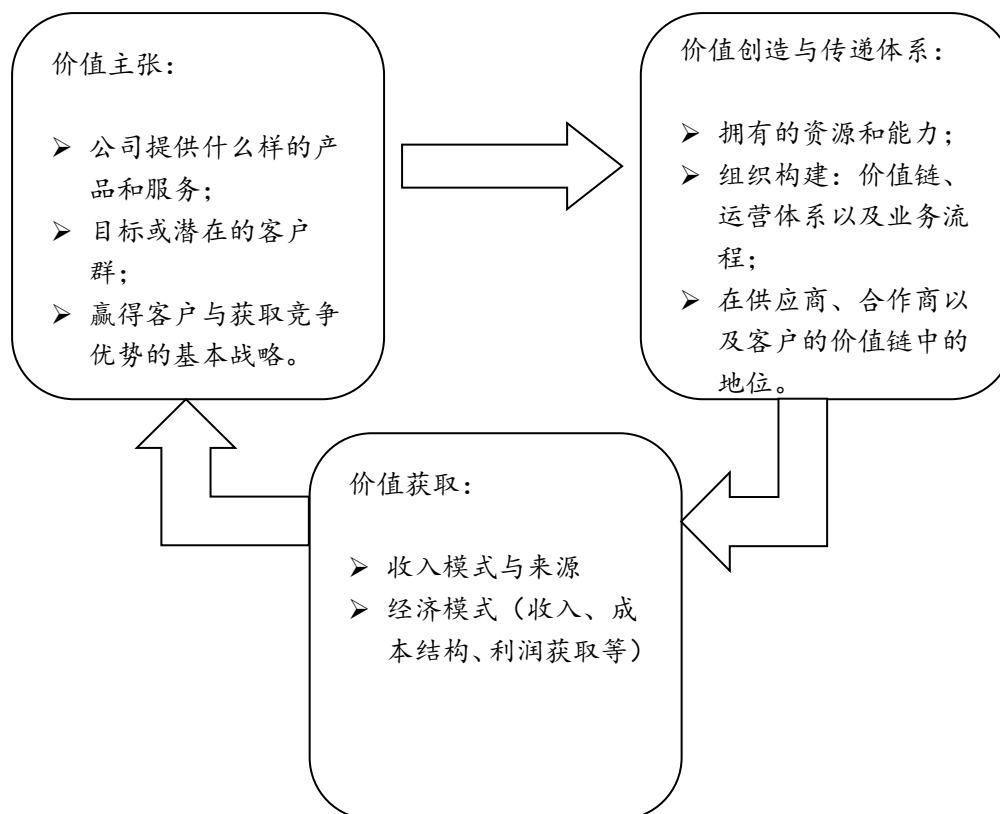 价值主张：
➢ 公司提供什么样的产
品和服务；
➢ 目标或潜在的客户
群；
➢ 赢得客户与获取竞争
优势的基本战略。
价值创造与传递体系：
➢ 拥有的资源和能力；
➢ 组织构建：价值链、
运营体系以及业务流
程；
➢ 在供应商、合作商以
及客户的价值链中的
地位。
价值获取：
➢ 收入模式与来源
➢ 经济模式（收入、成
本结构、利润获取等）